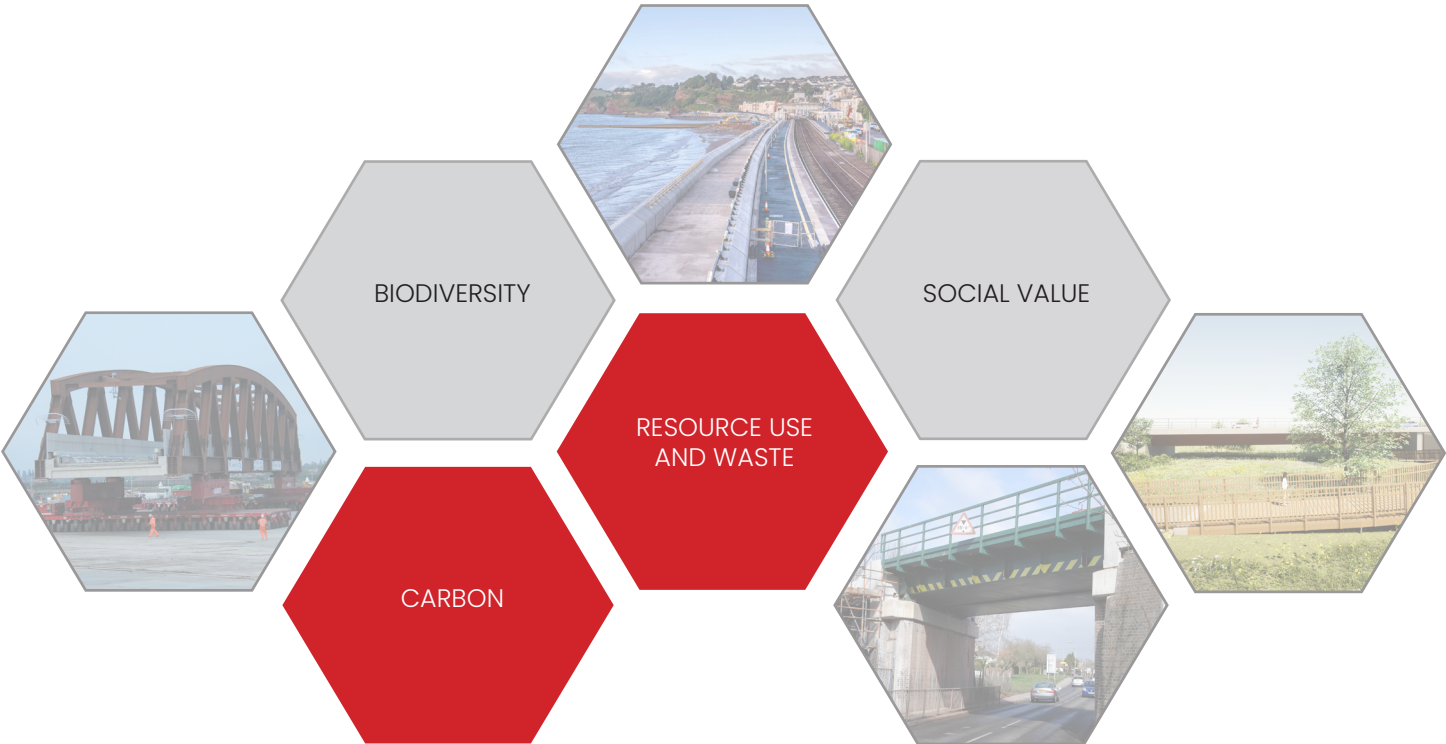 BIODIVERSITY
SOCIAL VALUE
RESOURCE USE
AND WASTE
CARBON